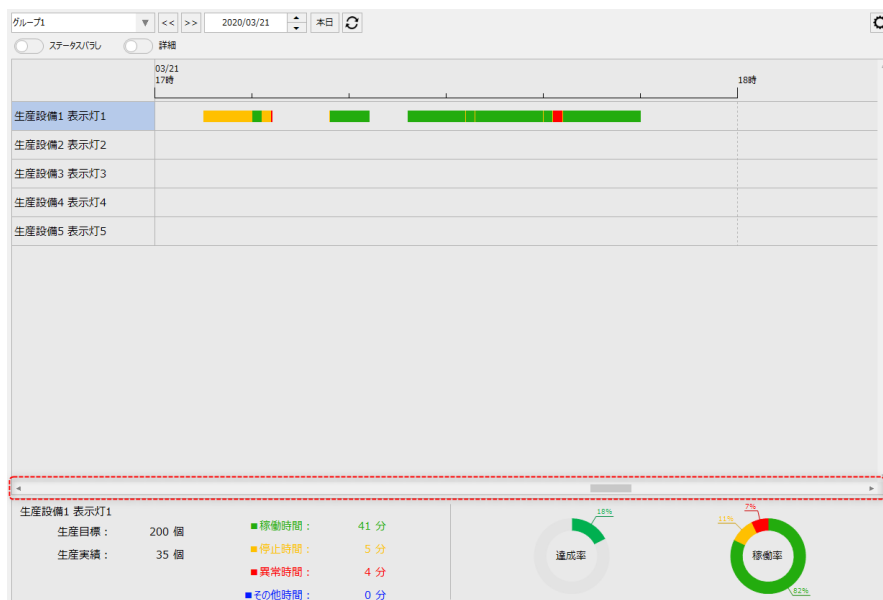 グループ1 ▼ << >> 2020/03/21 本日
ステータスバラし 詳細
03/21
17時 18時
生産設備1 表示灯1
生産設備2 表示灯2
生産設備3 表示灯3
生産設備4 表示灯4
生産設備5 表示灯5
生産設備1 表示灯1
生産目標： 200 個
生産実績： 35 個
■稼働時間： 41 分
■停止時間： 5 分
■異常時間： 4 分
■その他時間： 0 分
18%
達成率
7%
11%
稼働率
82%